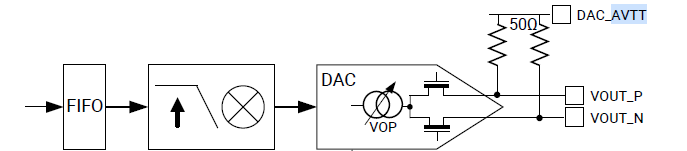 50Ω
DAC_AVTT
DAC
FIFO
VOP
VOUT_P
VOUT_N